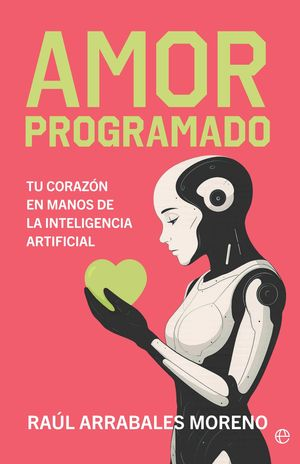 AMOR
PROGRAMADO
TU CORAZÓN
EN MANOS DE
LA INTELIGENCIA
ARTIFICIAL
RAÚL ARRABALES MORENO
e